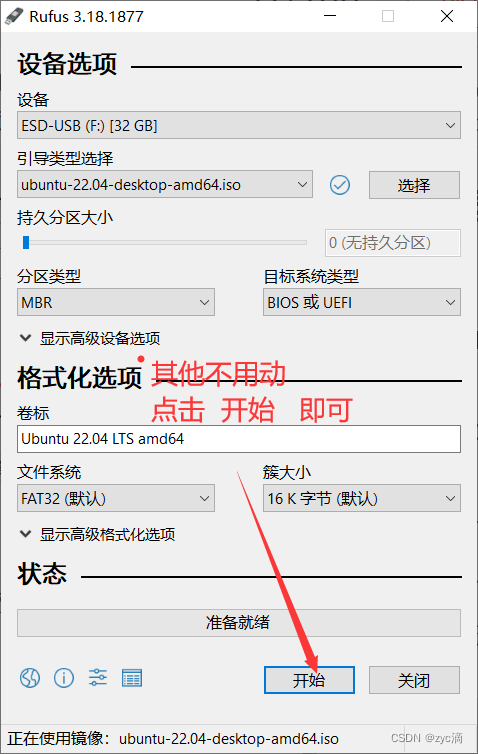 Rufus 3.18.1877
设备选项
设备
ESD-USB (F:) [32 GB]
引导类型选择
ubuntu-22.04-desktop-amd64.iso
选择
持久分区大小
0 (无持久分区)
分区类型
目标系统类型
MBR
BIOS 或 UEFI
显示高级设备选项
其他不用动
格式化选项
点击 开始 即可
卷标
Ubuntu 22.04 LTS amd64
文件系统
簇大小
FAT32 (默认)
16 K 字节 (默认)
显示高级格式化选项
状态
准备就绪
开始
关闭
正在使用镜像：ubuntu-22.04-desktop-amd64.iso
CSDN @zyc滴